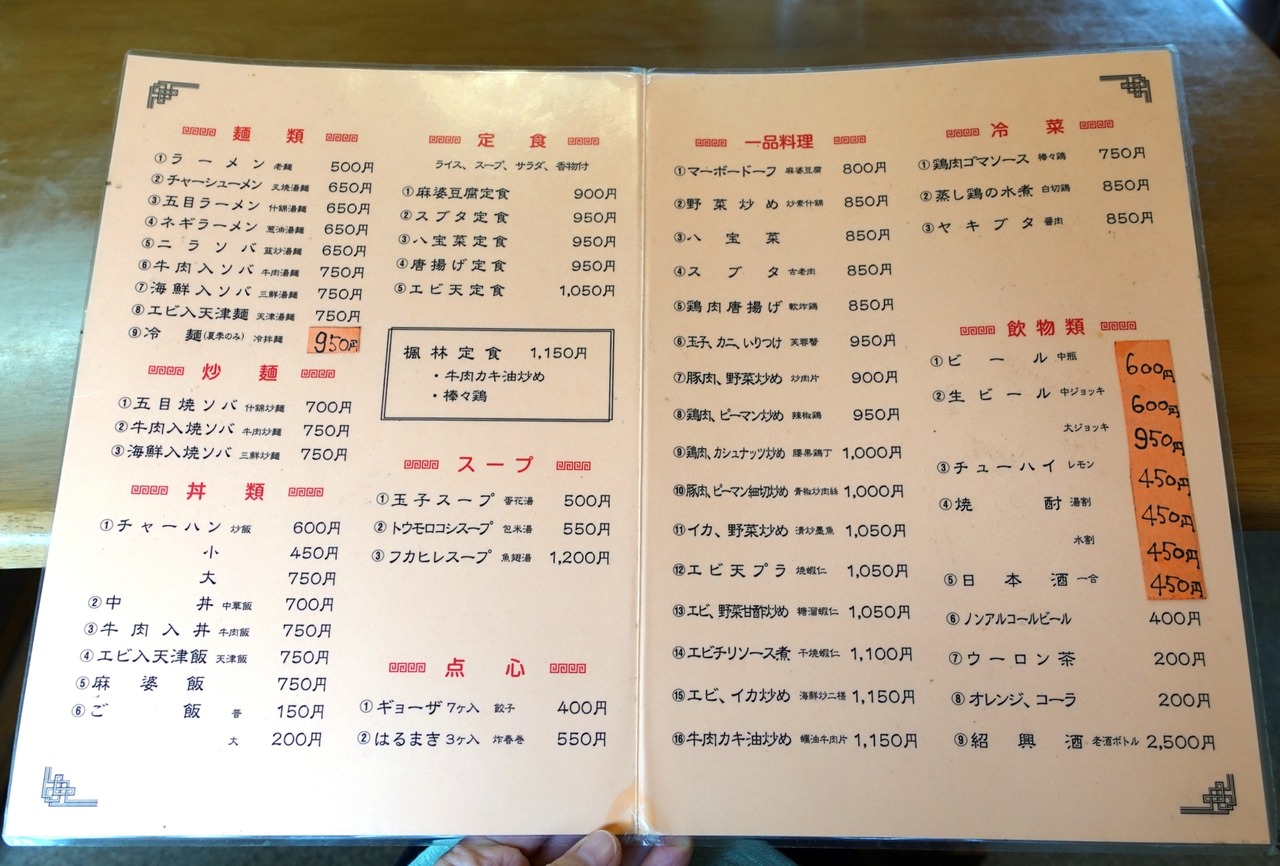 麺類
①ラーメン 老麺 500円
②チャーシューメン 叉焼湯麺 650円
③五目ラーメン 什錦湯麺 650円
④ネギラーメン 葱油湯麺 650円
⑤ニラソバ 韮炒湯麺 650円
⑥牛肉入ソバ 牛肉湯麺 750円
⑦海鮮入ソバ 三鮮湯麺 750円
⑧エビ入天津麺 天津湯麺 750円
⑨冷麺(夏季のみ) 冷拌麺 950円
炒麺
①五目焼ソバ 什錦炒麺 700円
②牛肉入焼ソバ 牛肉炒麺 750円
③海鮮入焼ソバ 三鮮炒麺 750円
丼類
①チャーハン 炒飯 600円
小 450円
大 750円
②中丼 中草飯 700円
③牛肉入丼 牛肉飯 750円
④エビ入天津飯 天津飯 750円
⑤麻婆飯 750円
⑥ご飯 普 150円
大 200円
定食
ライス、スープ、サラダ、香物付
①麻婆豆腐定食 900円
②スブタ定食 950円
③八宝菜定食 950円
④唐揚げ定食 950円
⑤エビ天定食 1,050円
楓林定食 1,150円
・牛肉カキ油炒め
・棒々鶏
スープ
①玉子スープ 蛋花湯 500円
②トウモロコシスープ 包米湯 550円
③フカヒレスープ 魚翅湯 1,200円
点心
①ギョーザ 7ヶ入 餃子 400円
②はるまき 3ヶ入 炸春巻 550円
一品料理
①マーボードーフ 麻婆豆腐 800円
②野菜炒め 炒素什錦 850円
③八宝菜 850円
④スブタ 古老肉 850円
⑤鶏肉唐揚げ 軟炸鶏 850円
⑥玉子、カニ、いりつけ 芙蓉蟹 950円
⑦豚肉、野菜炒め 炒肉片 900円
⑧鶏肉、ピーマン炒め 辣椒鶏 950円
⑨鶏肉、カシュナッツ炒め 腰果鶏丁 1,000円
⑩豚肉、ピーマン細切炒め 青椒炒肉絲 1,000円
⑪イカ、野菜炒め 清炒墨魚 1,050円
⑫エビ天プラ 焼蝦仁 1,050円
⑬エビ、野菜甘酢炒め 糖溜蝦仁 1,050円
⑭エビチリソース煮 干焼蝦仁 1,100円
⑮エビ、イカ炒め 海鮮炒二様 1,150円
⑯牛肉カキ油炒め 蠣油牛肉片 1,150円
冷菜
①鶏肉ゴマソース 棒々鶏 750円
②蒸し鶏の水煮 白切鶏 850円
③ヤキブタ 醤肉 850円
飲物類
①ビール 中瓶 600円
②生ビール 中ジョッキ 600円
大ジョッキ 950円
③チューハイ レモン 450円
④焼酎 湯割 450円
水割 450円
⑤日本酒 一合 450円
⑥ノンアルコールビール 400円
⑦ウーロン茶 200円
⑧オレンジ、コーラ 200円
⑨紹興酒 老酒ボトル 2,500円